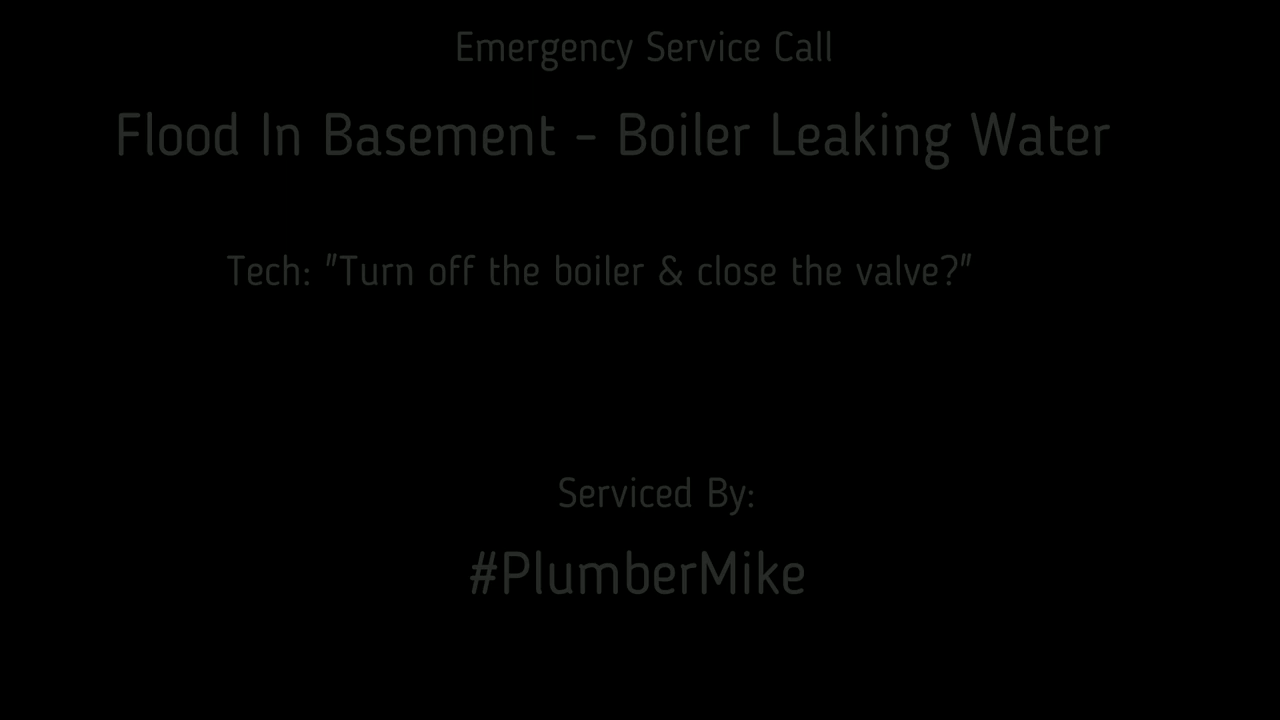 Emergency Service Call
Flood In Basement - Boiler Leaking Water
Tech: "Turn off the boiler & close the valve?"
Serviced By:
#PlumberMike